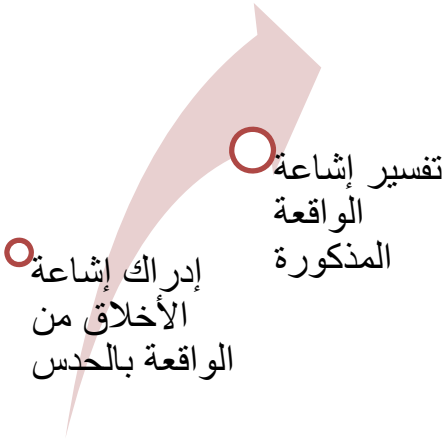 تفسير إشاعة
الواقعة
المذكورة
إدراك إشاعة
الأخلاق من
الواقعة بالحدس